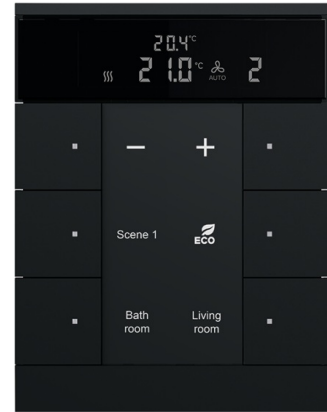 20.4°C
21.0°C AUTO 2
− +
Scene 1 ECO
Bath room
Living room